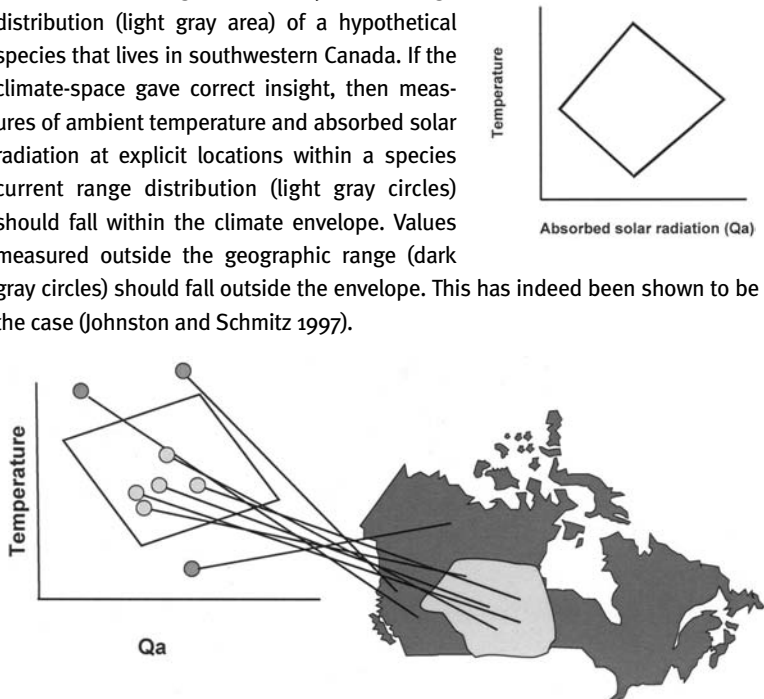 distribution (light gray area) of a hypothetical
species that lives in southwestern Canada. If the
climate-space gave correct insight, then meas-
ures of ambient temperature and absorbed solar
radiation at explicit locations within a species
current range distribution (light gray circles)
should fall within the climate envelope. Values
measured outside the geographic range (dark
gray circles) should fall outside the envelope. This has indeed been shown to be
the case (Johnston and Schmitz 1997).
Temperature
Absorbed solar radiation (Qa)
Temperature
Qa